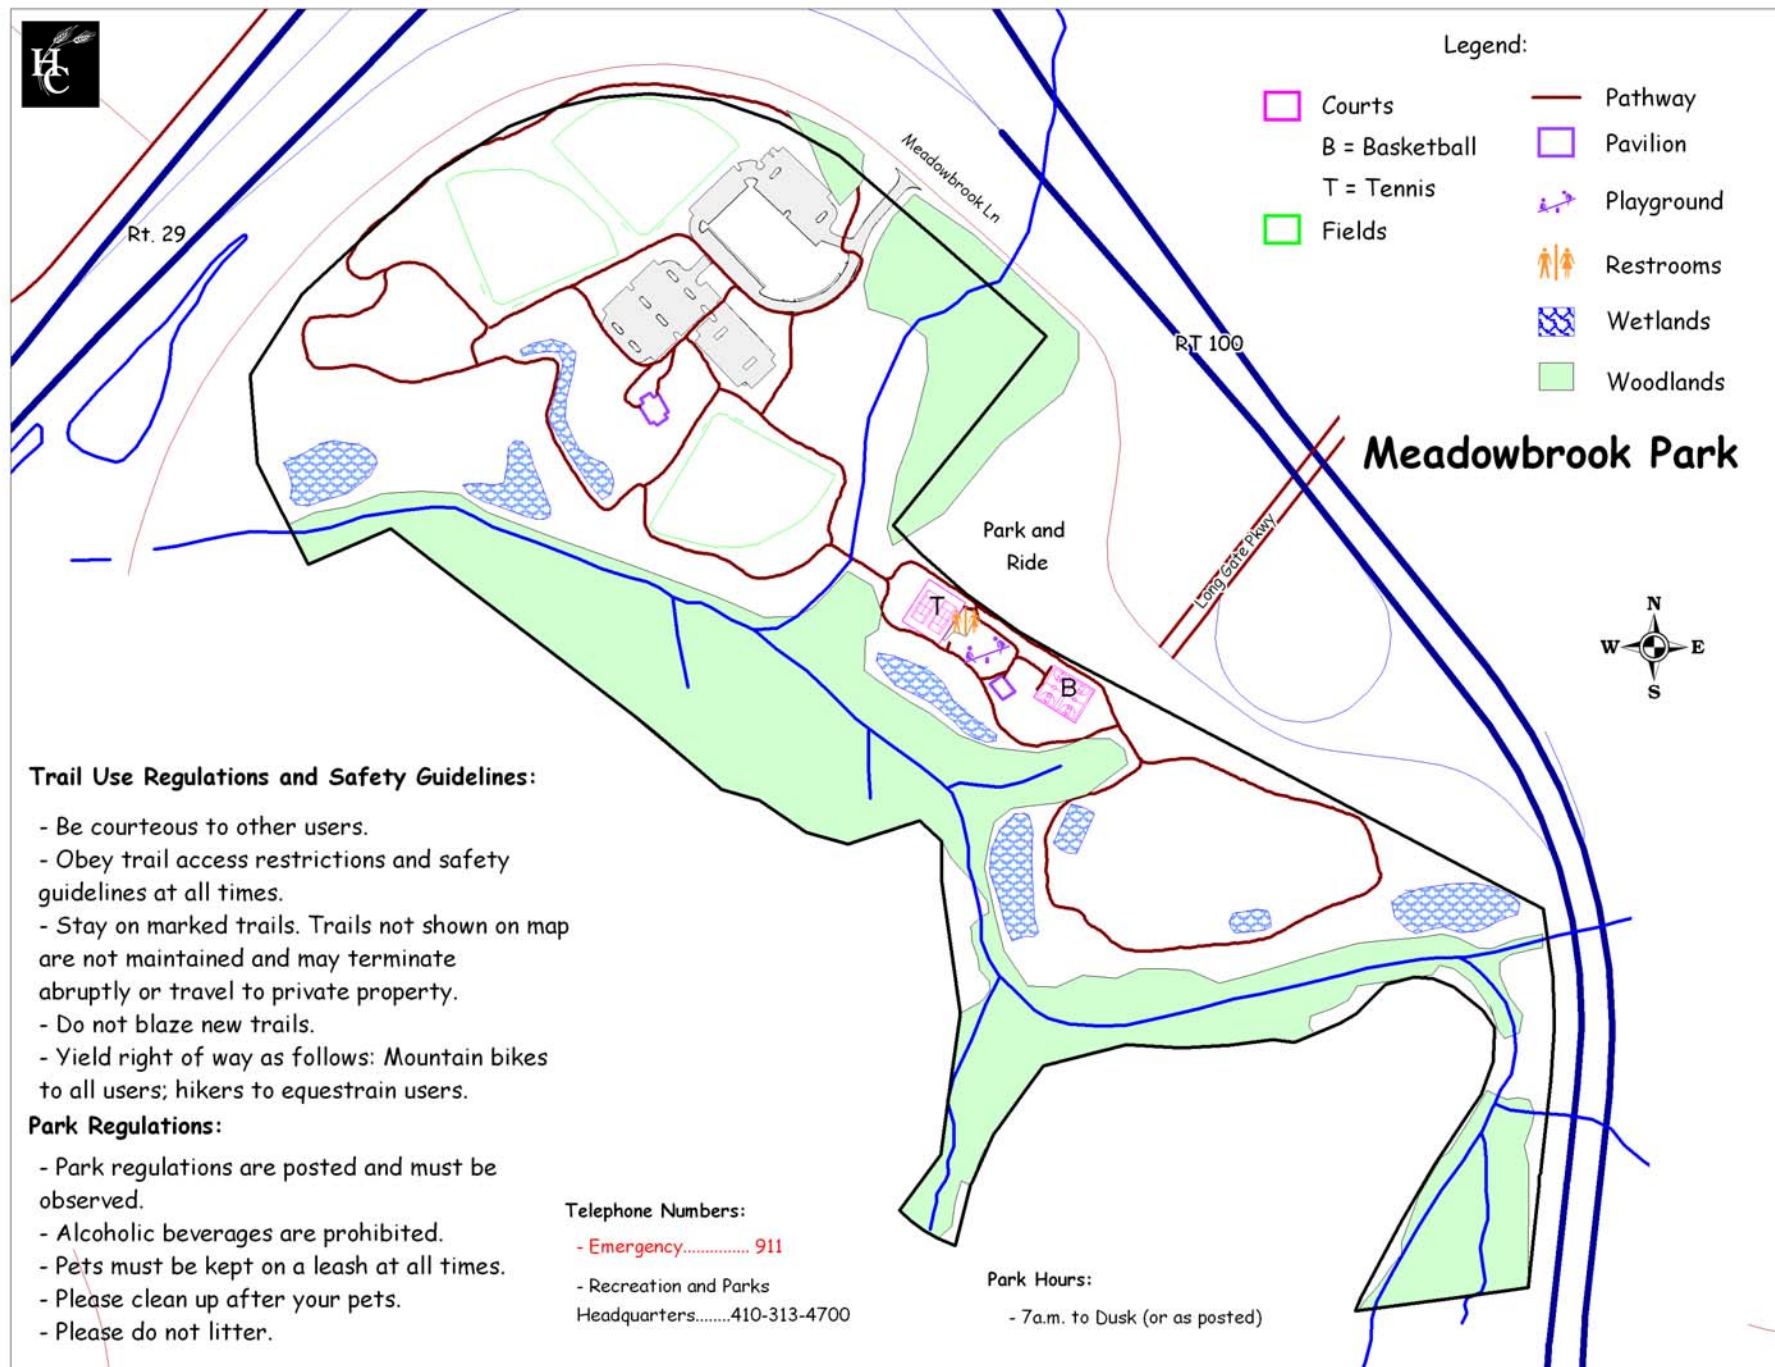 HC
Legend:
Courts
B = Basketball
T = Tennis
Fields
Pathway
Pavilion
Playground
Restrooms
Wetlands
Woodlands
Meadowbrook Park
Rt. 29
Meadowbrook Ln
RT 100
Long Gate Pkwy
Park and
Ride
T
B
N
W E
S
Trail Use Regulations and Safety Guidelines:
- Be courteous to other users.
- Obey trail access restrictions and safety
guidelines at all times.
- Stay on marked trails. Trails not shown on map
are not maintained and may terminate
abruptly or travel to private property.
- Do not blaze new trails.
- Yield right of way as follows: Mountain bikes
to all users; hikers to equestrain users.
Park Regulations:
- Park regulations are posted and must be
observed.
- Alcoholic beverages are prohibited.
- Pets must be kept on a leash at all times.
- Please clean up after your pets.
- Please do not litter.
Telephone Numbers:
- Emergency............... 911
- Recreation and Parks
Headquarters........410-313-4700
Park Hours:
- 7a.m. to Dusk (or as posted)